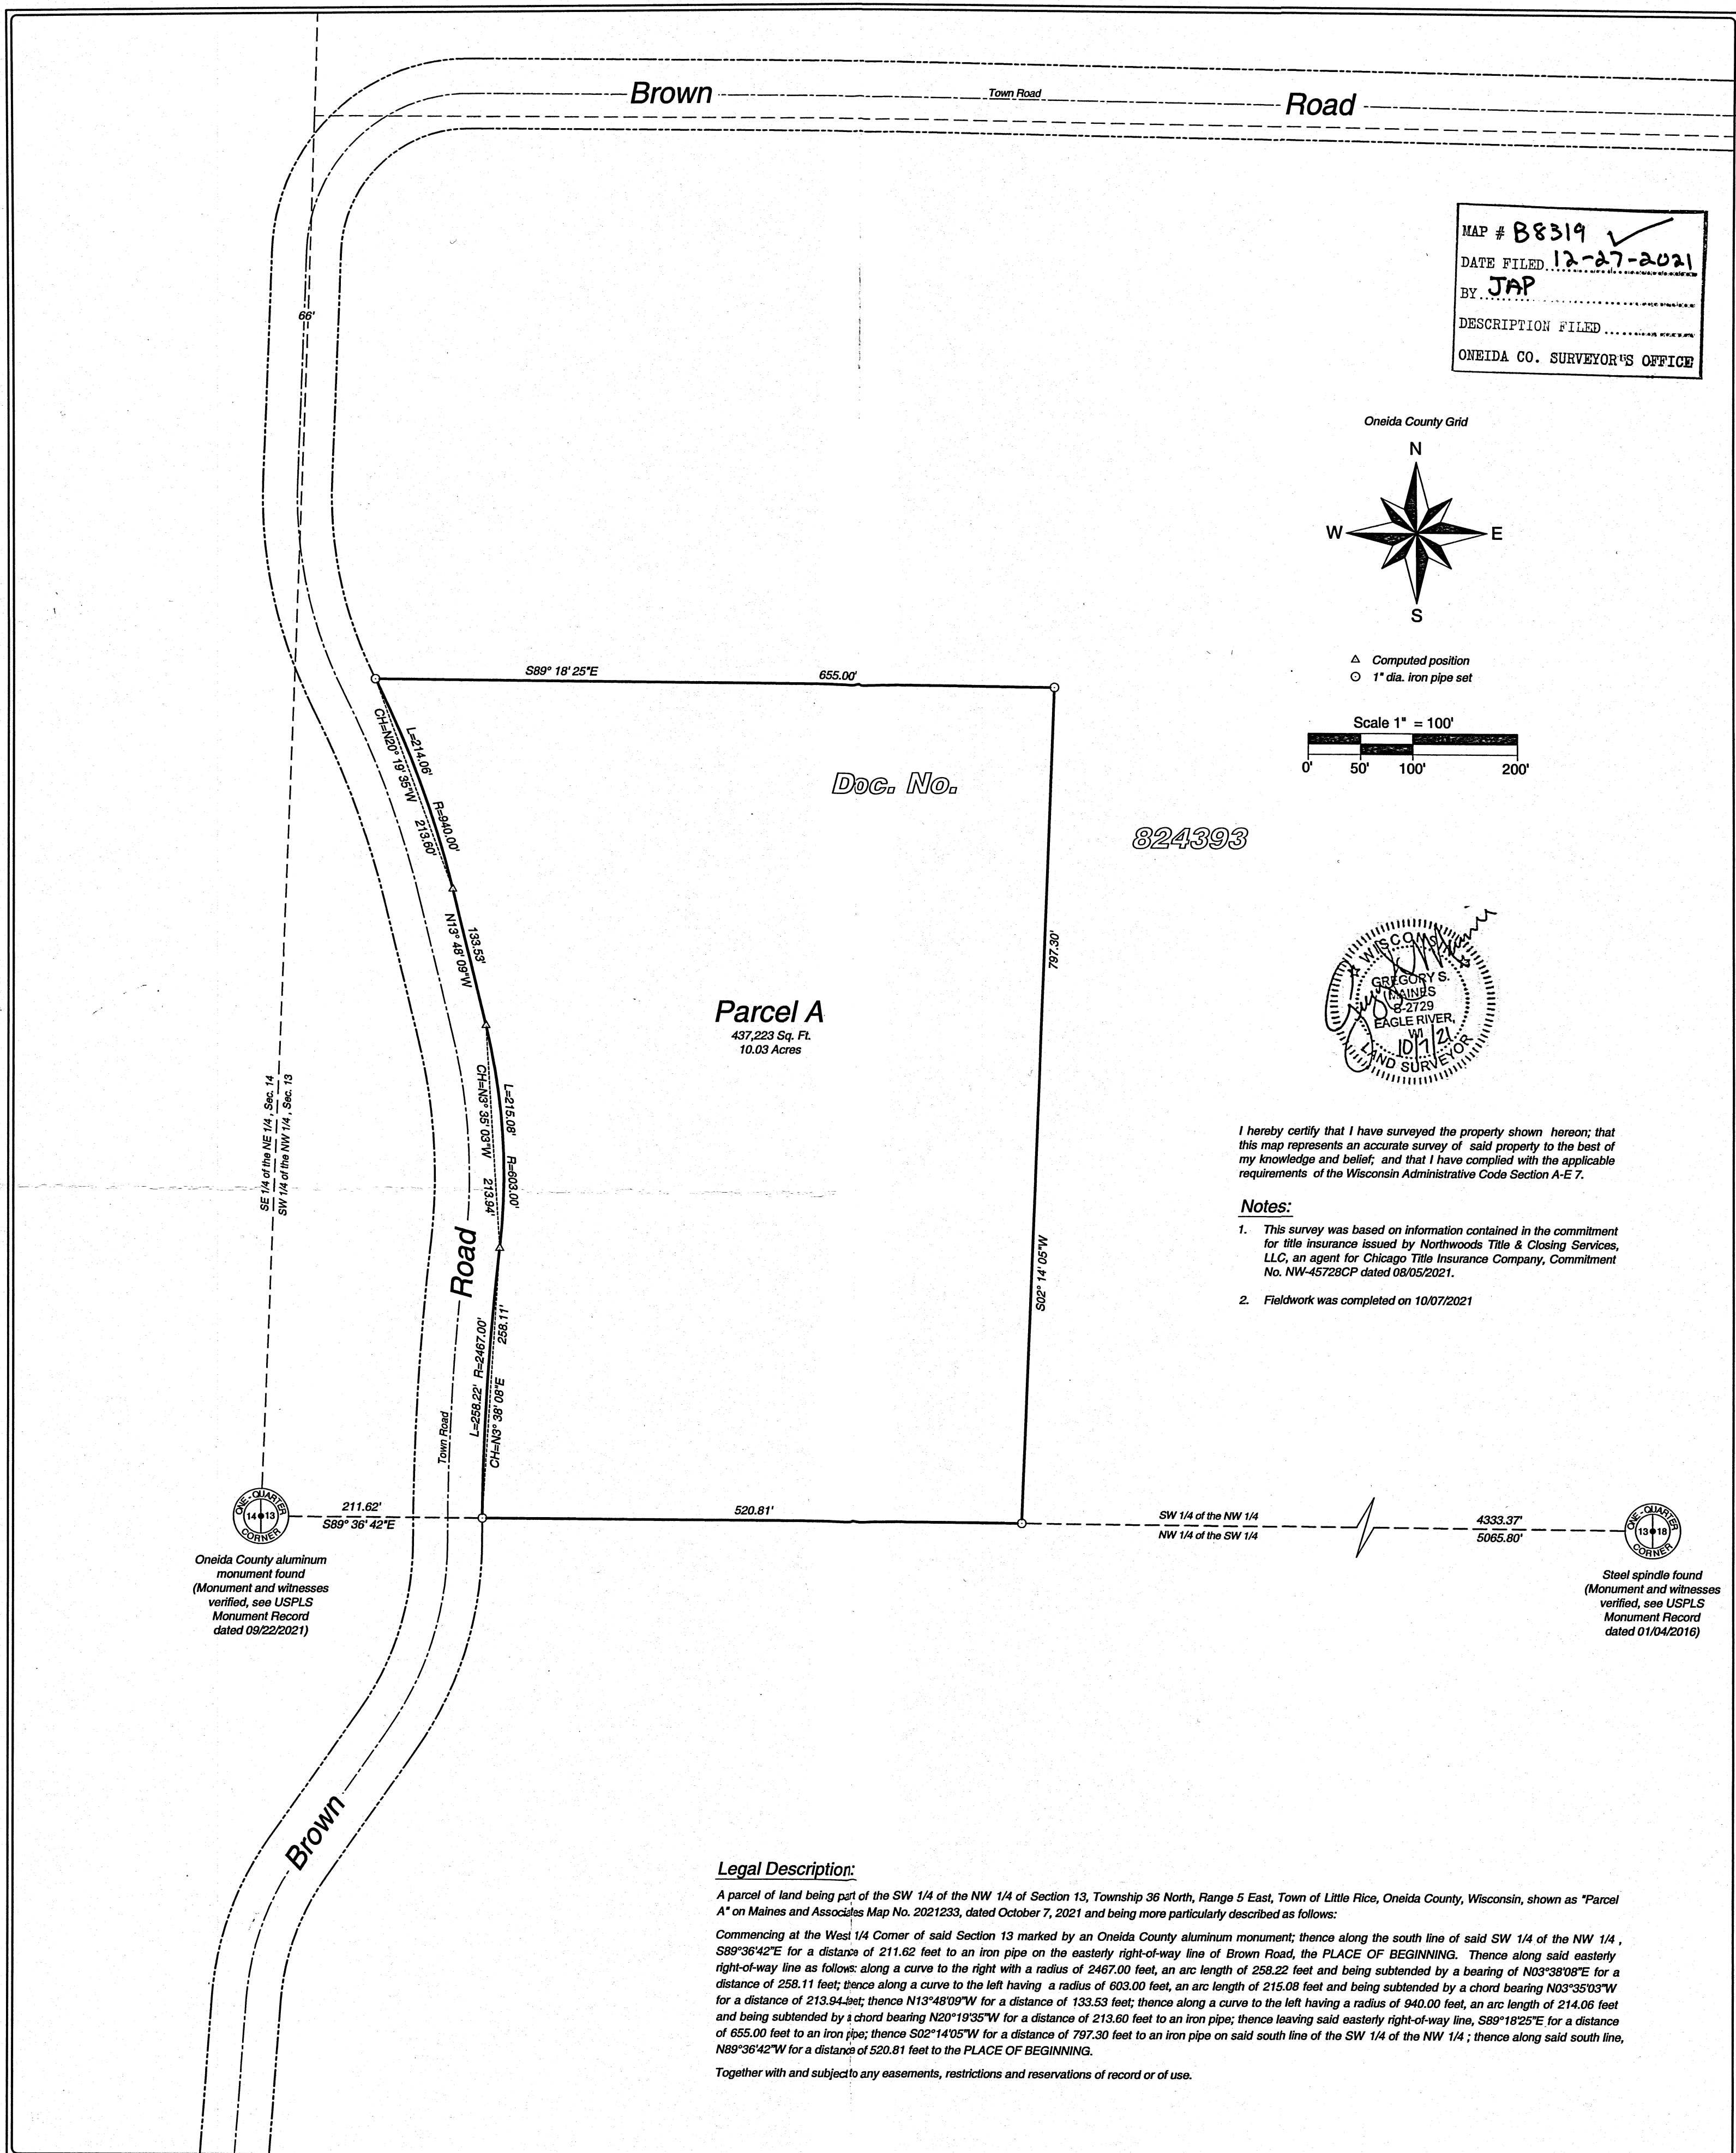 Brown
Town Road
Road
MAP # B8319
DATE FILED 12-27-2021
BY JAP
DESCRIPTION FILED
ONEIDA CO. SURVEYOR'S OFFICE
66'
Oneida County Grid
N
W
E
S
Computed position
1" dia. iron pipe set
Scale 1" = 100'
0' 50' 100' 200'
S89° 18' 25"E
655.00'
L=214.06' R=940.00'
CH=N20° 19' 35"W 213.60'
Doc. No.
824393
133.53'
N13° 48' 09"W
797.30'
S02° 14' 05"W
Parcel A
437,223 Sq. Ft.
10.03 Acres
WISCONSIN
GREGORY S.
MAINES
S-2729
EAGLE RIVER,
WI
10/7/21
LAND SURVEYOR
L=215.08' R=603.00'
CH=N3° 35' 03"W 213.94'
SE 1/4 of the NE 1/4 , Sec. 14
SW 1/4 of the NW 1/4 , Sec. 13
I hereby certify that I have surveyed the property shown hereon; that
this map represents an accurate survey of said property to the best of
my knowledge and belief; and that I have complied with the applicable
requirements of the Wisconsin Administrative Code Section A-E 7.
Notes:
1. This survey was based on information contained in the commitment
for title insurance issued by Northwoods Title & Closing Services,
LLC, an agent for Chicago Title Insurance Company, Commitment
No. NW-45728CP dated 08/05/2021.
2. Fieldwork was completed on 10/07/2021
Road
L=258.22' R=2467.00'
CH=N3° 38' 08"E 258.11'
Town Road
ONE-QUARTER
14 13
CORNER
211.62'
S89° 36' 42"E
520.81'
SW 1/4 of the NW 1/4
NW 1/4 of the SW 1/4
4333.37'
5065.80'
ONE-QUARTER
13 18
CORNER
Oneida County aluminum
monument found
(Monument and witnesses
verified, see USPLS
Monument Record
dated 09/22/2021)
Steel spindle found
(Monument and witnesses
verified, see USPLS
Monument Record
dated 01/04/2016)
Brown
Legal Description:
A parcel of land being part of the SW 1/4 of the NW 1/4 of Section 13, Township 36 North, Range 5 East, Town of Little Rice, Oneida County, Wisconsin, shown as "Parcel
A" on Maines and Associates Map No. 2021233, dated October 7, 2021 and being more particularly described as follows:
Commencing at the West 1/4 Corner of said Section 13 marked by an Oneida County aluminum monument; thence along the south line of said SW 1/4 of the NW 1/4 ,
S89°36'42"E for a distance of 211.62 feet to an iron pipe on the easterly right-of-way line of Brown Road, the PLACE OF BEGINNING. Thence along said easterly
right-of-way line as follows: along a curve to the right with a radius of 2467.00 feet, an arc length of 258.22 feet and being subtended by a bearing of N03°38'08"E for a
distance of 258.11 feet; thence along a curve to the left having a radius of 603.00 feet, an arc length of 215.08 feet and being subtended by a chord bearing N03°35'03"W
for a distance of 213.94 feet; thence N13°48'09"W for a distance of 133.53 feet; thence along a curve to the left having a radius of 940.00 feet, an arc length of 214.06 feet
and being subtended by a chord bearing N20°19'35"W for a distance of 213.60 feet to an iron pipe; thence leaving said easterly right-of-way line, S89°18'25"E for a distance
of 655.00 feet to an iron pipe; thence S02°14'05"W for a distance of 797.30 feet to an iron pipe on said south line of the SW 1/4 of the NW 1/4 ; thence along said south line,
N89°36'42"W for a distance of 520.81 feet to the PLACE OF BEGINNING.
Together with and subject to any easements, restrictions and reservations of record or of use.